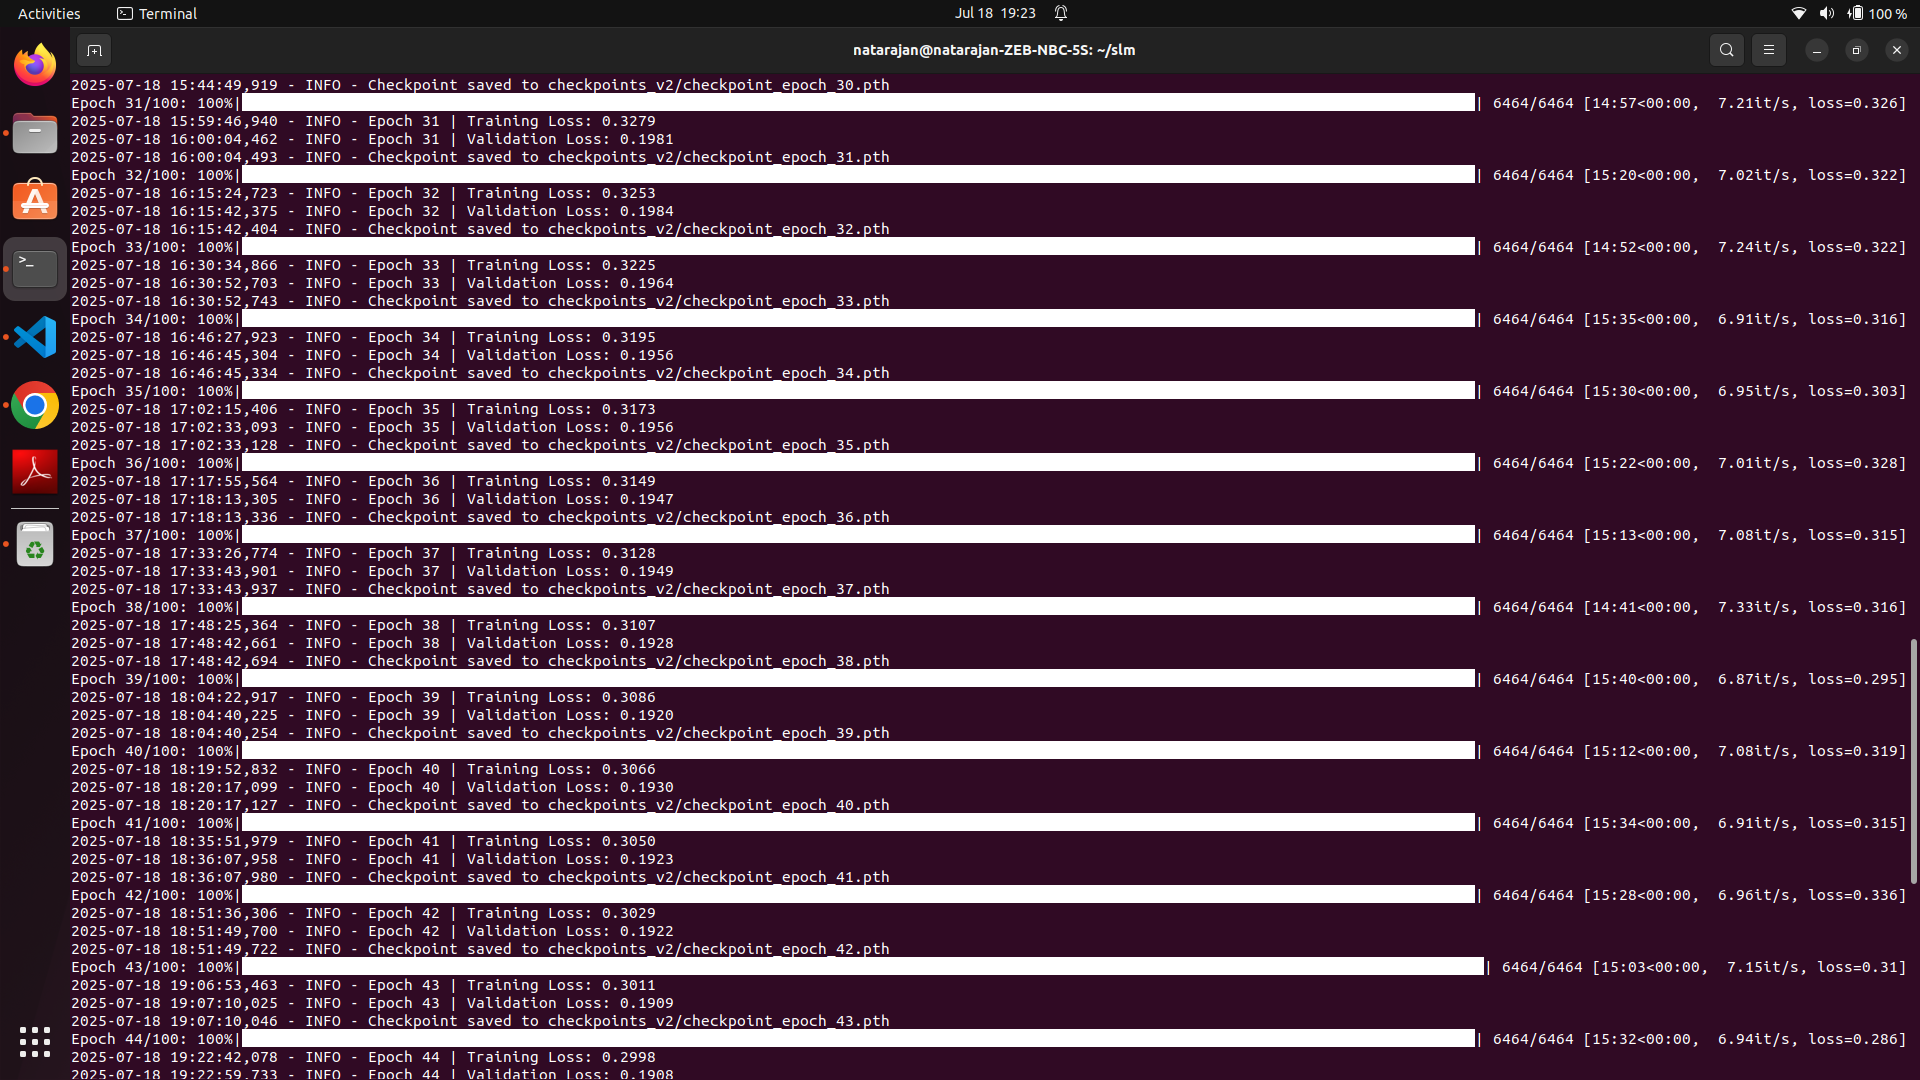 Activities
Terminal
Jul 18 19:23
100 %
natarajan@natarajan-ZEB-NBC-5S: ~/slm
2025-07-18 15:44:49,919 - INFO - Checkpoint saved to checkpoints_v2/checkpoint_epoch_30.pth
Epoch 31/100: 100%| | 6464/6464 [14:57<00:00, 7.21it/s, loss=0.326]
2025-07-18 15:59:46,940 - INFO - Epoch 31 | Training Loss: 0.3279
2025-07-18 16:00:04,462 - INFO - Epoch 31 | Validation Loss: 0.1981
2025-07-18 16:00:04,493 - INFO - Checkpoint saved to checkpoints_v2/checkpoint_epoch_31.pth
Epoch 32/100: 100%| | 6464/6464 [15:20<00:00, 7.02it/s, loss=0.322]
2025-07-18 16:15:24,723 - INFO - Epoch 32 | Training Loss: 0.3253
2025-07-18 16:15:42,375 - INFO - Epoch 32 | Validation Loss: 0.1984
2025-07-18 16:15:42,404 - INFO - Checkpoint saved to checkpoints_v2/checkpoint_epoch_32.pth
Epoch 33/100: 100%| | 6464/6464 [14:52<00:00, 7.24it/s, loss=0.322]
2025-07-18 16:30:34,866 - INFO - Epoch 33 | Training Loss: 0.3225
2025-07-18 16:30:52,703 - INFO - Epoch 33 | Validation Loss: 0.1964
2025-07-18 16:30:52,743 - INFO - Checkpoint saved to checkpoints_v2/checkpoint_epoch_33.pth
Epoch 34/100: 100%| | 6464/6464 [15:35<00:00, 6.91it/s, loss=0.316]
2025-07-18 16:46:27,923 - INFO - Epoch 34 | Training Loss: 0.3195
2025-07-18 16:46:45,304 - INFO - Epoch 34 | Validation Loss: 0.1956
2025-07-18 16:46:45,334 - INFO - Checkpoint saved to checkpoints_v2/checkpoint_epoch_34.pth
Epoch 35/100: 100%| | 6464/6464 [15:30<00:00, 6.95it/s, loss=0.303]
2025-07-18 17:02:15,406 - INFO - Epoch 35 | Training Loss: 0.3173
2025-07-18 17:02:33,093 - INFO - Epoch 35 | Validation Loss: 0.1956
2025-07-18 17:02:33,128 - INFO - Checkpoint saved to checkpoints_v2/checkpoint_epoch_35.pth
Epoch 36/100: 100%| | 6464/6464 [15:22<00:00, 7.01it/s, loss=0.328]
2025-07-18 17:17:55,564 - INFO - Epoch 36 | Training Loss: 0.3149
2025-07-18 17:18:13,305 - INFO - Epoch 36 | Validation Loss: 0.1947
2025-07-18 17:18:13,336 - INFO - Checkpoint saved to checkpoints_v2/checkpoint_epoch_36.pth
Epoch 37/100: 100%| | 6464/6464 [15:13<00:00, 7.08it/s, loss=0.315]
2025-07-18 17:33:26,774 - INFO - Epoch 37 | Training Loss: 0.3128
2025-07-18 17:33:43,901 - INFO - Epoch 37 | Validation Loss: 0.1949
2025-07-18 17:33:43,937 - INFO - Checkpoint saved to checkpoints_v2/checkpoint_epoch_37.pth
Epoch 38/100: 100%| | 6464/6464 [14:41<00:00, 7.33it/s, loss=0.316]
2025-07-18 17:48:25,364 - INFO - Epoch 38 | Training Loss: 0.3107
2025-07-18 17:48:42,661 - INFO - Epoch 38 | Validation Loss: 0.1928
2025-07-18 17:48:42,694 - INFO - Checkpoint saved to checkpoints_v2/checkpoint_epoch_38.pth
Epoch 39/100: 100%| | 6464/6464 [15:40<00:00, 6.87it/s, loss=0.295]
2025-07-18 18:04:22,917 - INFO - Epoch 39 | Training Loss: 0.3086
2025-07-18 18:04:40,225 - INFO - Epoch 39 | Validation Loss: 0.1920
2025-07-18 18:04:40,254 - INFO - Checkpoint saved to checkpoints_v2/checkpoint_epoch_39.pth
Epoch 40/100: 100%| | 6464/6464 [15:12<00:00, 7.08it/s, loss=0.319]
2025-07-18 18:19:52,832 - INFO - Epoch 40 | Training Loss: 0.3066
2025-07-18 18:20:17,099 - INFO - Epoch 40 | Validation Loss: 0.1930
2025-07-18 18:20:17,127 - INFO - Checkpoint saved to checkpoints_v2/checkpoint_epoch_40.pth
Epoch 41/100: 100%| | 6464/6464 [15:34<00:00, 6.91it/s, loss=0.315]
2025-07-18 18:35:51,979 - INFO - Epoch 41 | Training Loss: 0.3050
2025-07-18 18:36:07,958 - INFO - Epoch 41 | Validation Loss: 0.1923
2025-07-18 18:36:07,980 - INFO - Checkpoint saved to checkpoints_v2/checkpoint_epoch_41.pth
Epoch 42/100: 100%| | 6464/6464 [15:28<00:00, 6.96it/s, loss=0.336]
2025-07-18 18:51:36,306 - INFO - Epoch 42 | Training Loss: 0.3029
2025-07-18 18:51:49,700 - INFO - Epoch 42 | Validation Loss: 0.1922
2025-07-18 18:51:49,722 - INFO - Checkpoint saved to checkpoints_v2/checkpoint_epoch_42.pth
Epoch 43/100: 100%| | 6464/6464 [15:03<00:00, 7.15it/s, loss=0.31]
2025-07-18 19:06:53,463 - INFO - Epoch 43 | Training Loss: 0.3011
2025-07-18 19:07:10,025 - INFO - Epoch 43 | Validation Loss: 0.1909
2025-07-18 19:07:10,046 - INFO - Checkpoint saved to checkpoints_v2/checkpoint_epoch_43.pth
Epoch 44/100: 100%| | 6464/6464 [15:32<00:00, 6.94it/s, loss=0.286]
2025-07-18 19:22:42,078 - INFO - Epoch 44 | Training Loss: 0.2998
2025-07-18 19:22:59,733 - INFO - Epoch 44 | Validation Loss: 0.1908